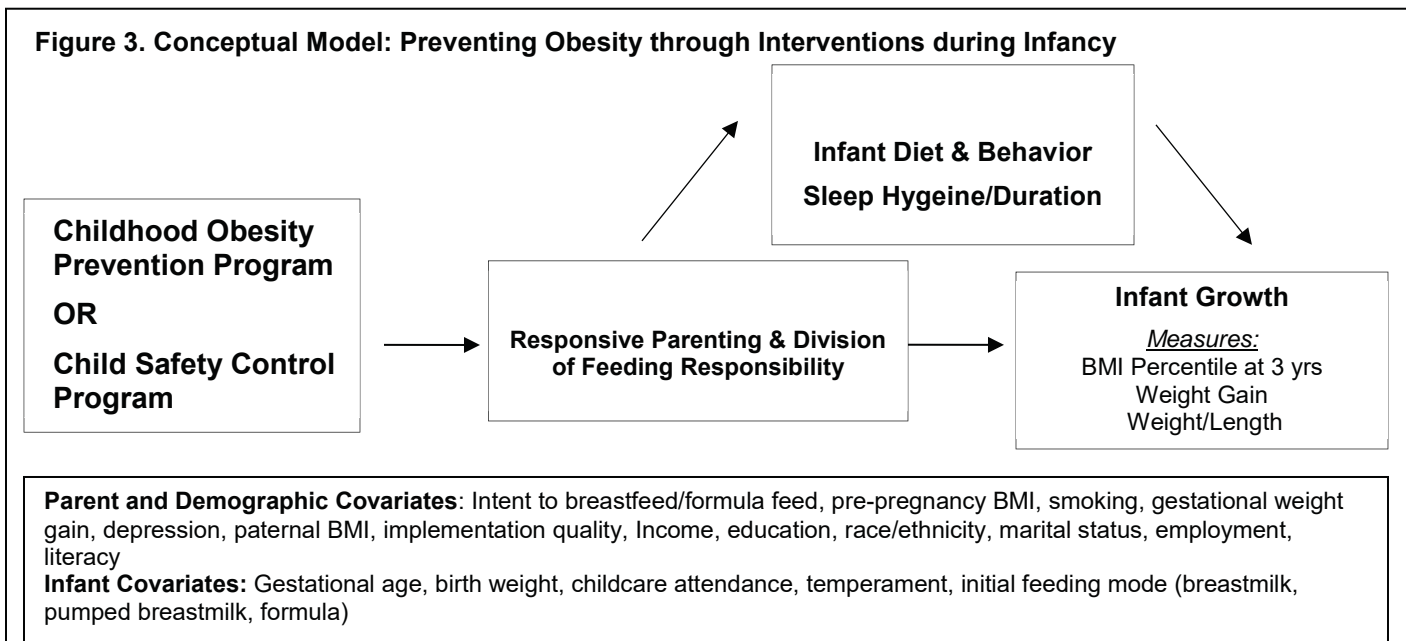 Figure 3. Conceptual Model: Preventing Obesity through Interventions during Infancy
Infant Diet & Behavior
Sleep Hygeine/Duration
Childhood Obesity
Prevention Program
OR
Child Safety Control
Program
Responsive Parenting & Division
of Feeding Responsibility
Infant Growth
Measures:
BMI Percentile at 3 yrs
Weight Gain
Weight/Length
Parent and Demographic Covariates: Intent to breastfeed/formula feed, pre-pregnancy BMI, smoking, gestational weight
gain, depression, paternal BMI, implementation quality, Income, education, race/ethnicity, marital status, employment,
literacy
Infant Covariates: Gestational age, birth weight, childcare attendance, temperament, initial feeding mode (breastmilk,
pumped breastmilk, formula)